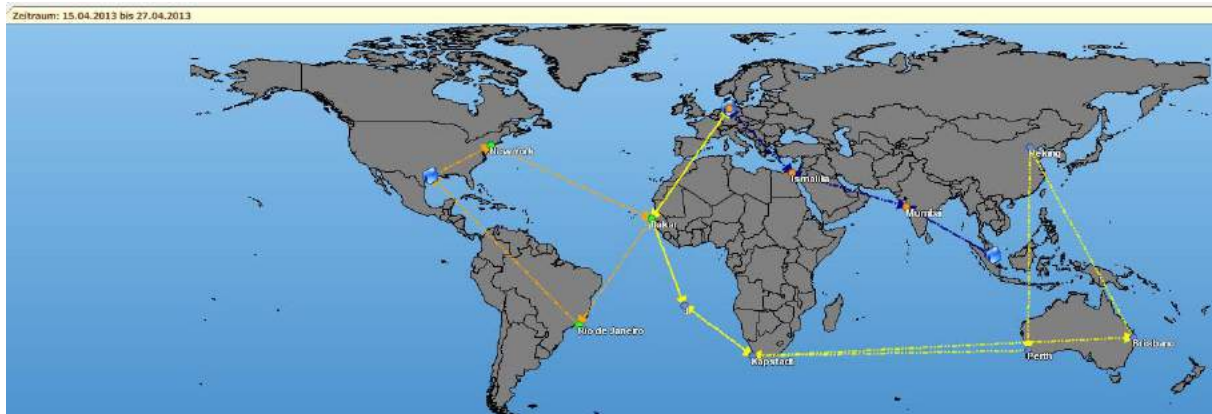 Zeitraum: 15.04.2013 bis 27.04.2013
Peking
New York
Ismailia
Mumbai
Dakar
Rio de Janeiro
Brisbane
Perth
Kapstadt